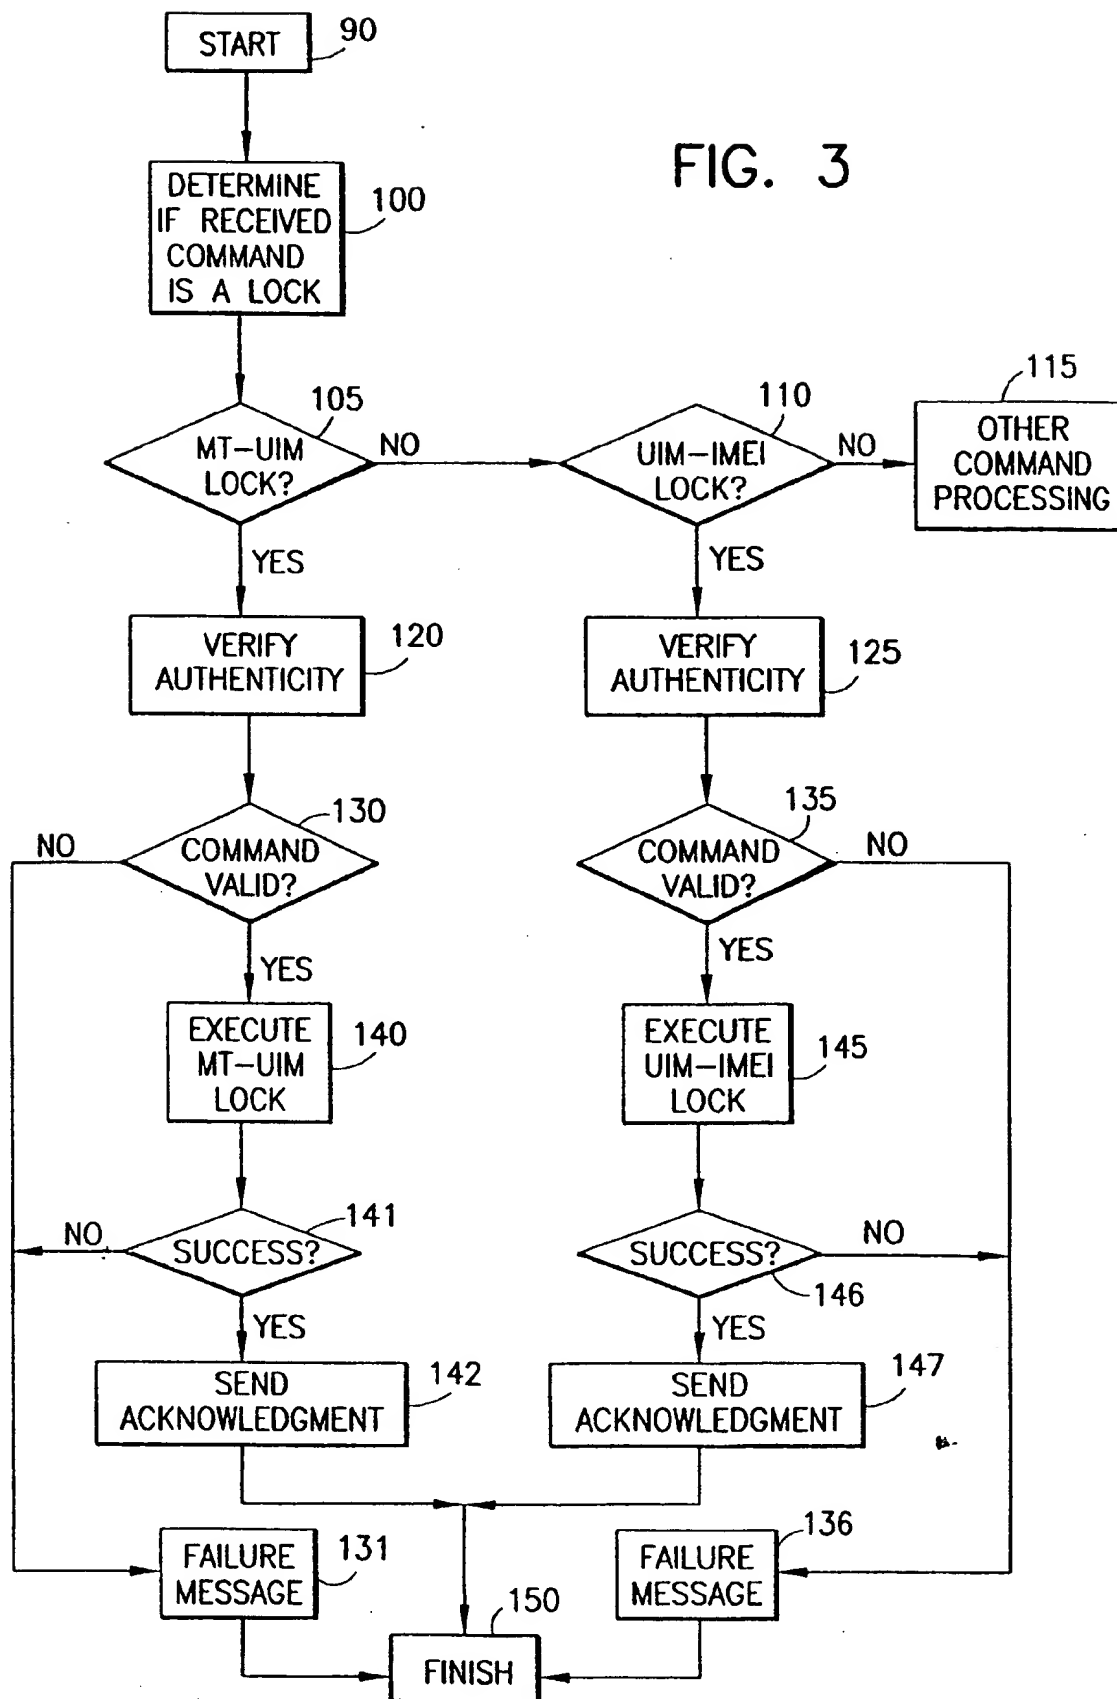 START
90
FIG. 3
DETERMINE
IF RECEIVED
COMMAND
IS A LOCK
100
MT-UIM
LOCK?
105
NO
UIM-IMEI
LOCK?
110
NO
OTHER
COMMAND
PROCESSING
115
YES
YES
VERIFY
AUTHENTICITY
120
VERIFY
AUTHENTICITY
125
COMMAND
VALID?
130
NO
COMMAND
VALID?
135
NO
YES
YES
EXECUTE
MT-UIM
LOCK
140
EXECUTE
UIM-IMEI
LOCK
145
SUCCESS?
141
NO
SUCCESS?
146
NO
YES
YES
SEND
ACKNOWLEDGMENT
142
SEND
ACKNOWLEDGMENT
147
FAILURE
MESSAGE
131
FAILURE
MESSAGE
136
FINISH
150